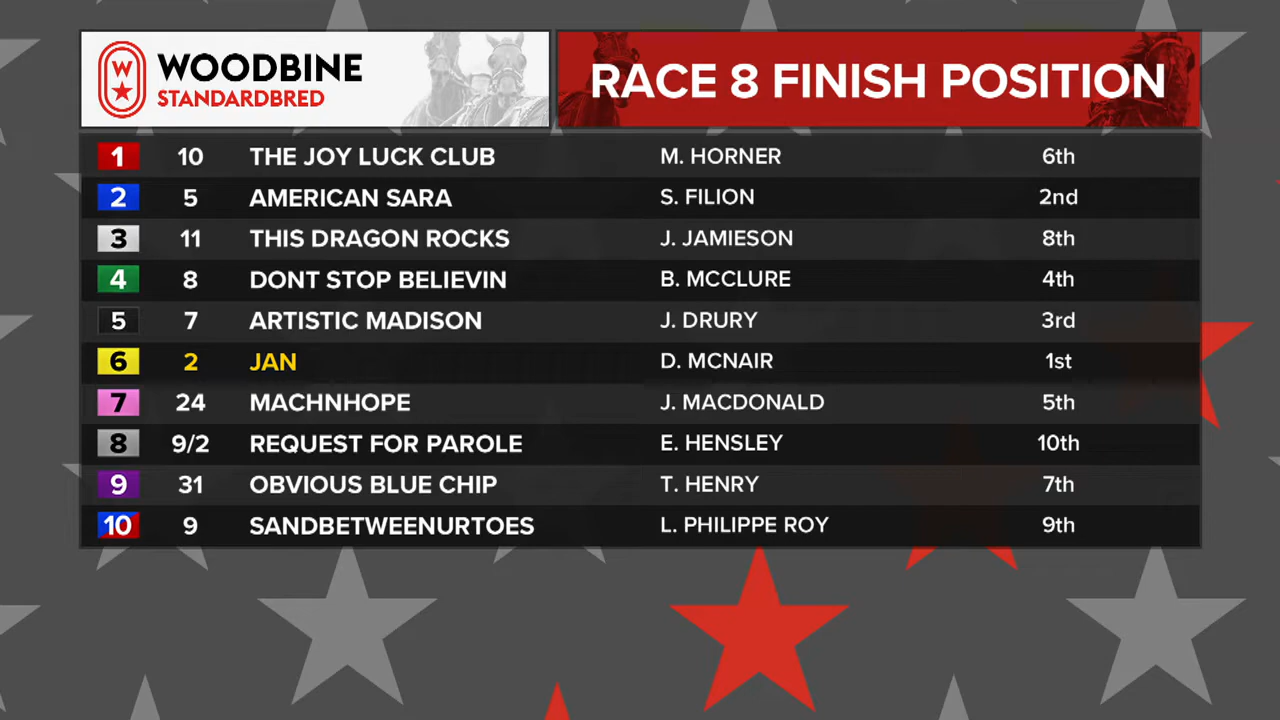 W
WOODBINE
STANDARDBRED
RACE 8 FINISH POSITION
1 10 THE JOY LUCK CLUB M. HORNER 6th
2 5 AMERICAN SARA S. FILION 2nd
3 11 THIS DRAGON ROCKS J. JAMIESON 8th
4 8 DONT STOP BELIEVIN B. MCCLURE 4th
5 7 ARTISTIC MADISON J. DRURY 3rd
6 2 JAN D. MCNAIR 1st
7 24 MACHNHOPE J. MACDONALD 5th
8 9/2 REQUEST FOR PAROLE E. HENSLEY 10th
9 31 OBVIOUS BLUE CHIP T. HENRY 7th
10 9 SANDBETWEENURTOES L. PHILIPPE ROY 9th